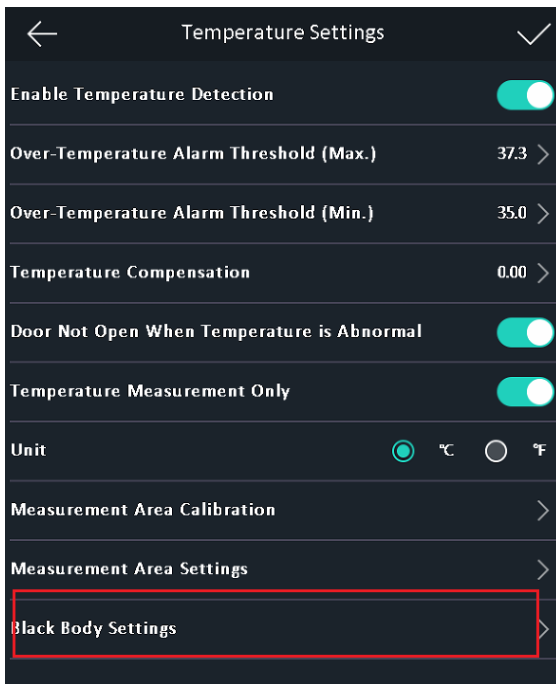 Temperature Settings
Enable Temperature Detection
Over-Temperature Alarm Threshold (Max.) 37.3
Over-Temperature Alarm Threshold (Min.) 35.0
Temperature Compensation 0.00
Door Not Open When Temperature is Abnormal
Temperature Measurement Only
Unit ℃ ℉
Measurement Area Calibration
Measurement Area Settings
Black Body Settings